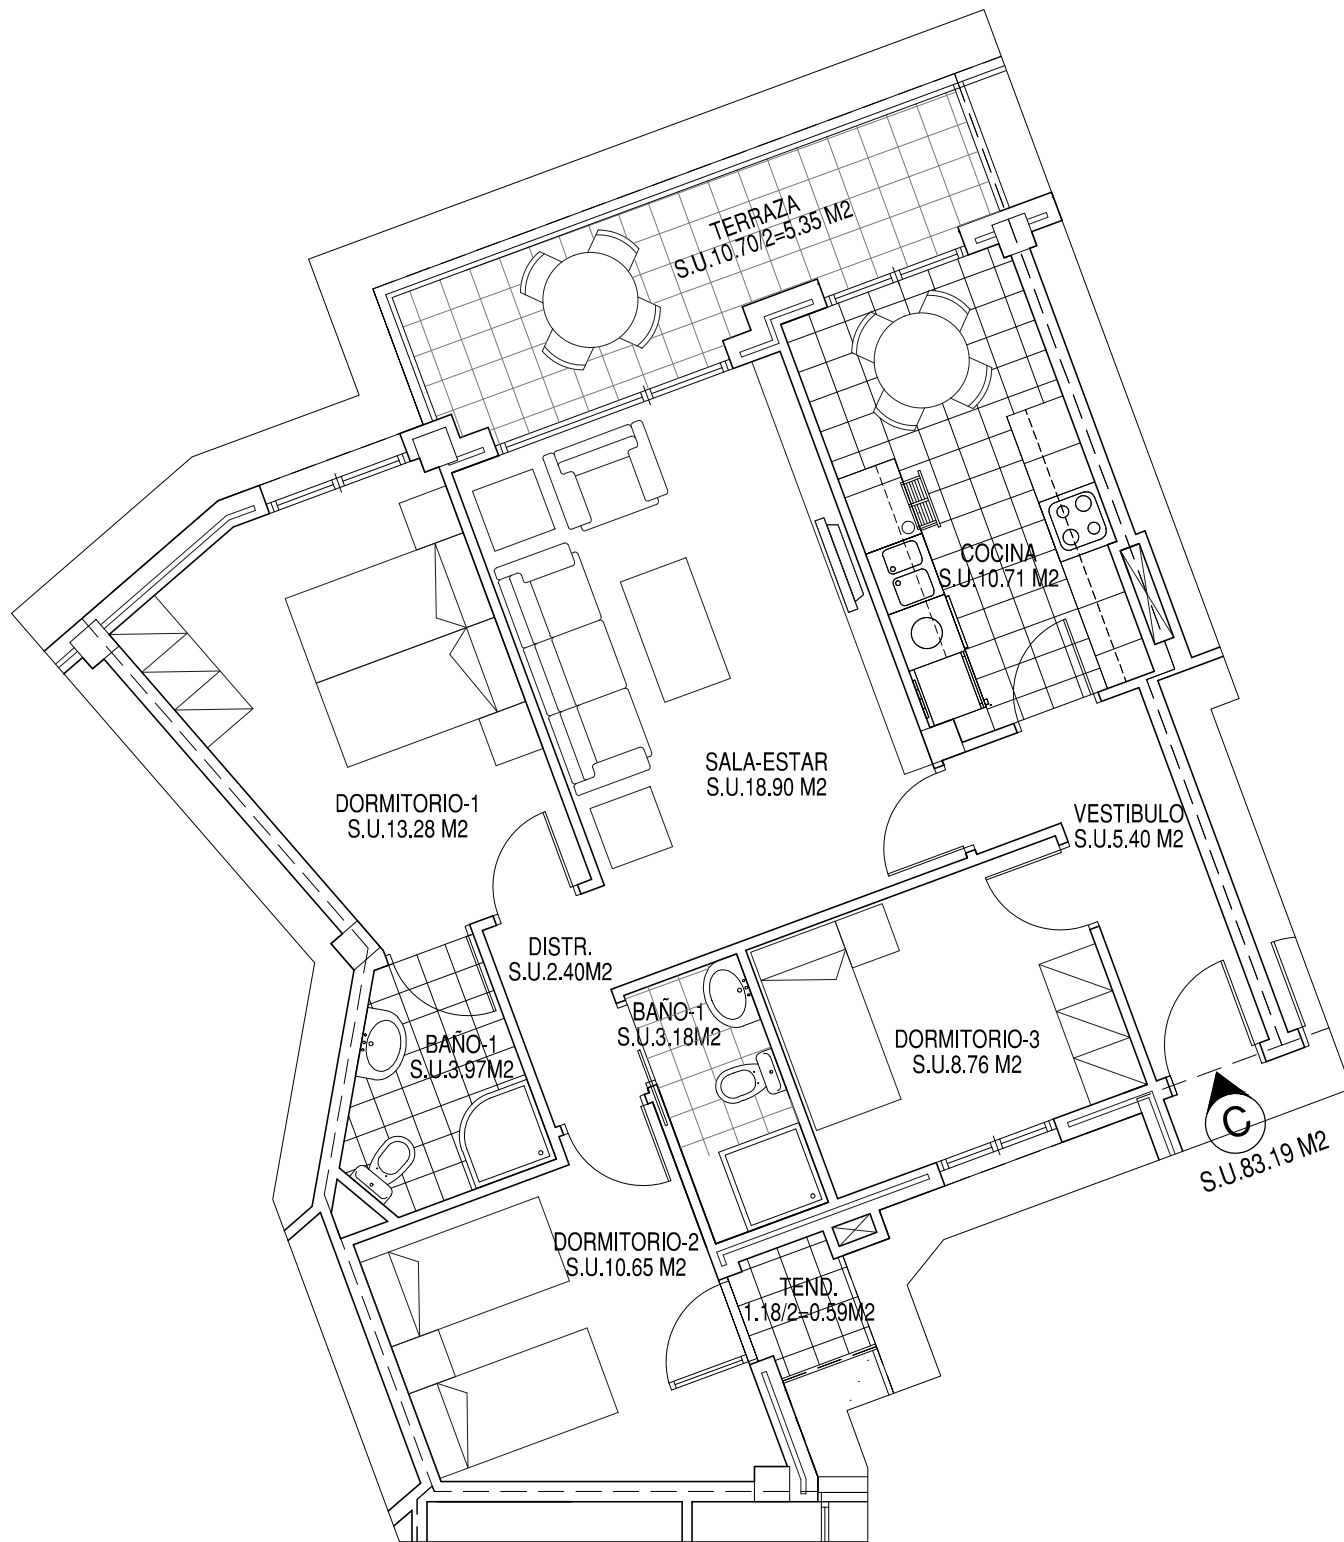 TERRAZA
S.U.10.70/2=5.35 M2
COCINA
S.U.10.71 M2
SALA-ESTAR
S.U.18.90 M2
DORMITORIO-1
S.U.13.28 M2
VESTIBULO
S.U.5.40 M2
DISTR.
S.U.2.40M2
BAÑO-1
S.U.3.18M2
BAÑO-1
S.U.3.97M2
DORMITORIO-3
S.U.8.76 M2
C
S.U.83.19 M2
DORMITORIO-2
S.U.10.65 M2
TEND.
1.18/2=0.59M2